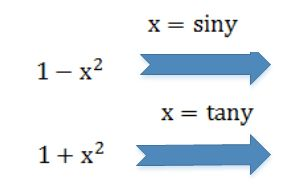 x = siny
1 − x²
x = tany
1 + x²